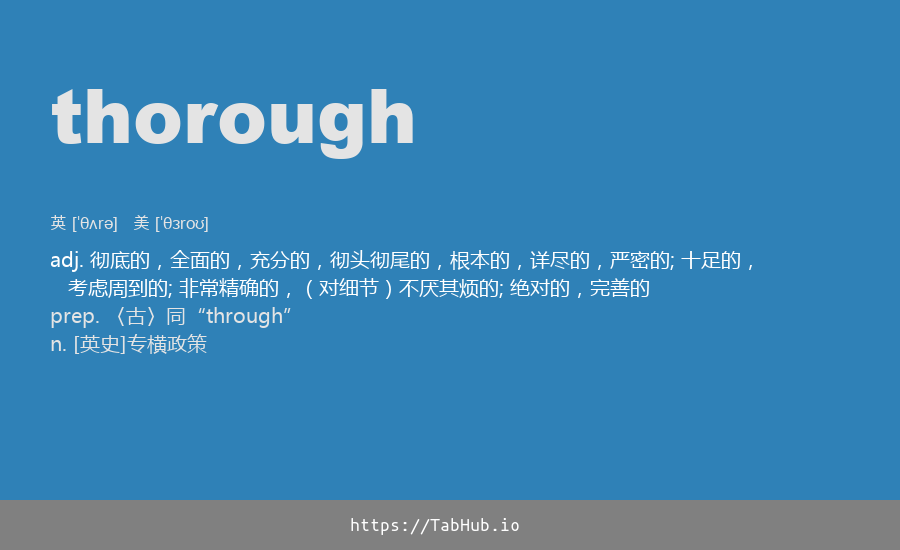 thorough
英 [ˈθʌrə] 美 [ˈθɜroʊ]
adj. 彻底的，全面的，充分的，彻头彻尾的，根本的，详尽的，严密的; 十足的，
考虑周到的; 非常精确的，（对细节）不厌其烦的; 绝对的，完善的
prep. 〈古〉同“through”
n. [英史]专横政策
https://TabHub.io